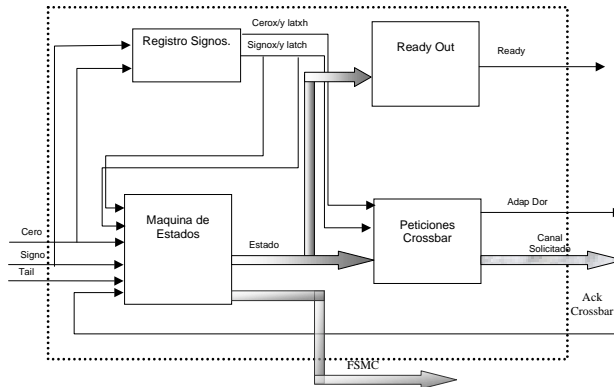 Cerox/y latxh
Registro Signos.
Signox/y latch
Ready Out
Ready
Maquina de
Estados
Cero
Signo
Tail
Estado
Peticiones
Crossbar
Adap Dor
Canal
Solicitado
Ack
Crossbar
FSMC